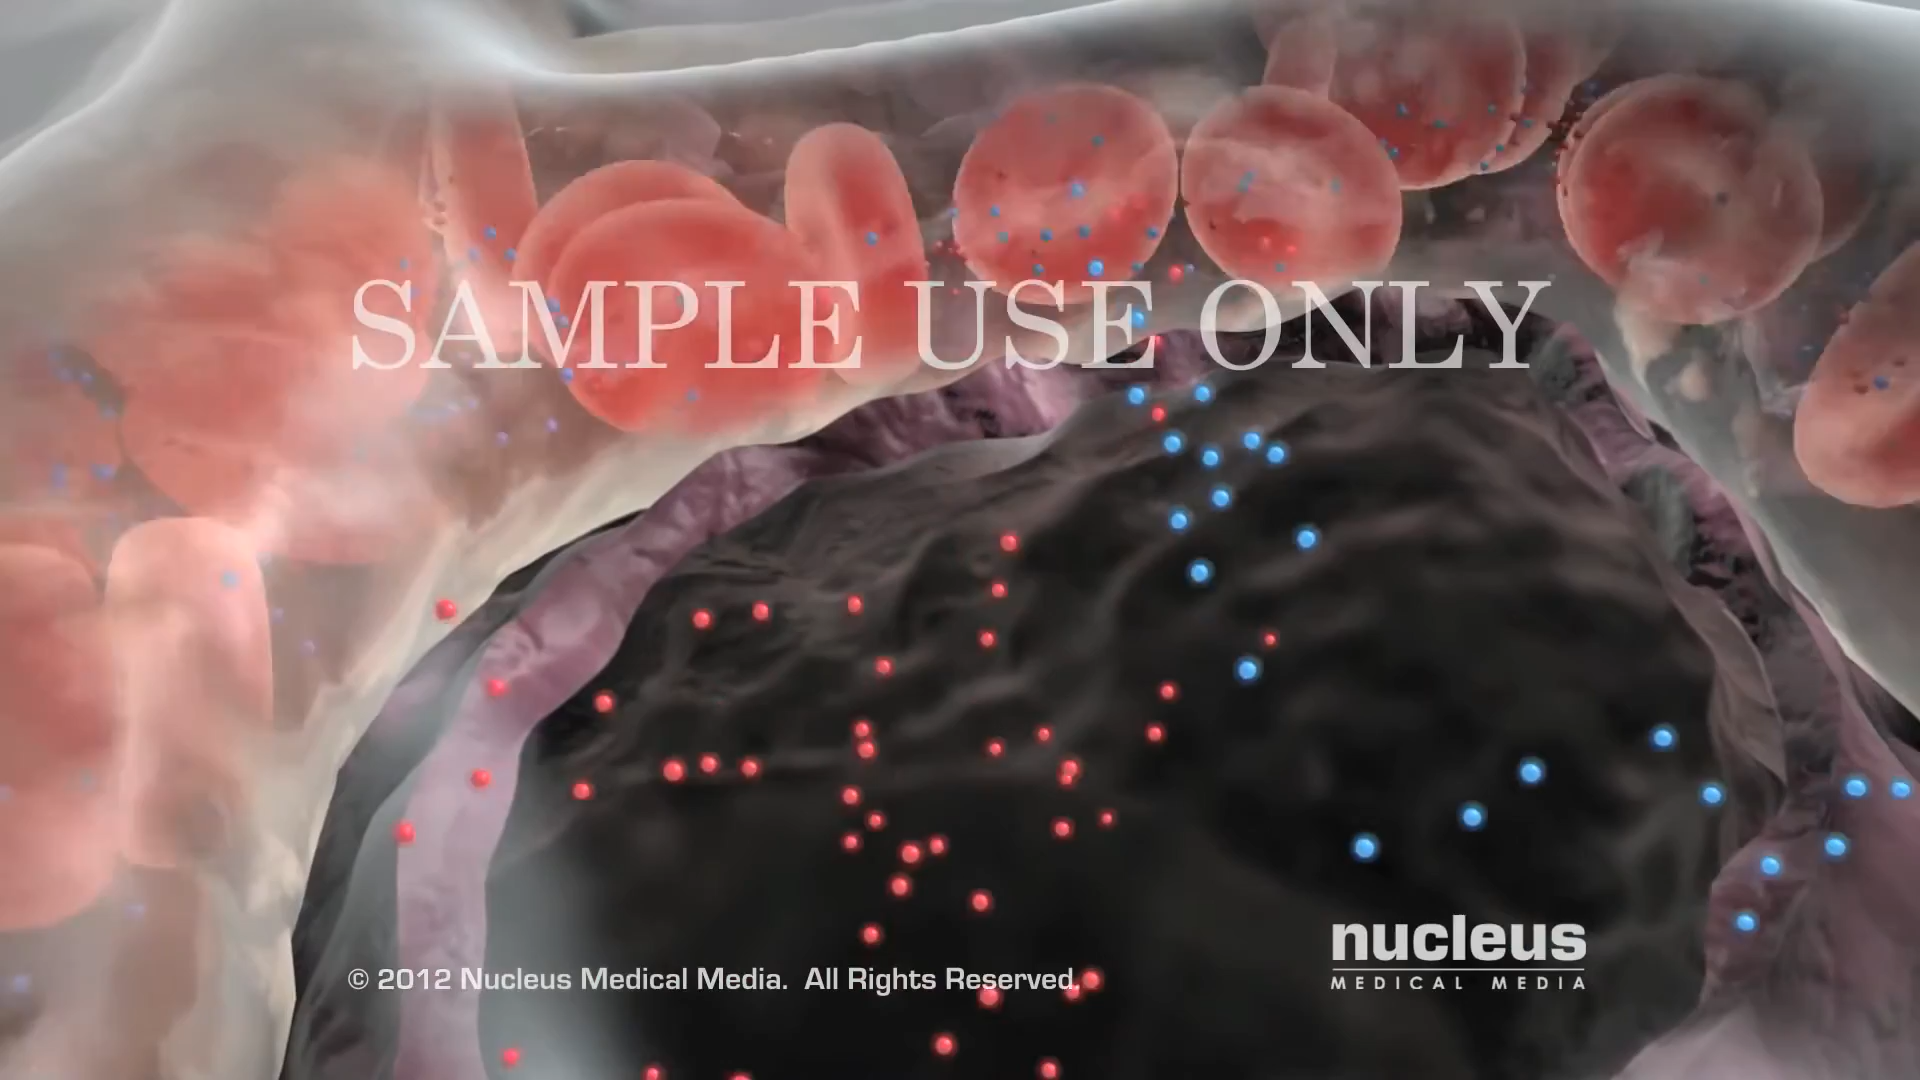 SAMPLE USE ONLY
© 2012 Nucleus Medical Media. All Rights Reserved.
nucleus
MEDICAL MEDIA